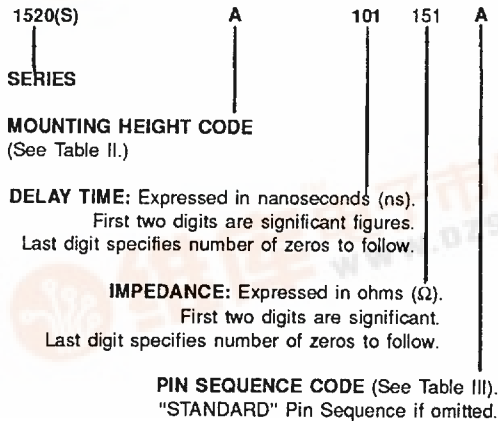 1520(S) A 101 151 A
SERIES
MOUNTING HEIGHT CODE
(See Table II.)
DELAY TIME: Expressed in nanoseconds (ns).
First two digits are significant figures.
Last digit specifies number of zeros to follow.
IMPEDANCE: Expressed in ohms (Ω).
First two digits are significant.
Last digit specifies number of zeros to follow.
PIN SEQUENCE CODE (See Table III).
"STANDARD" Pin Sequence if omitted.